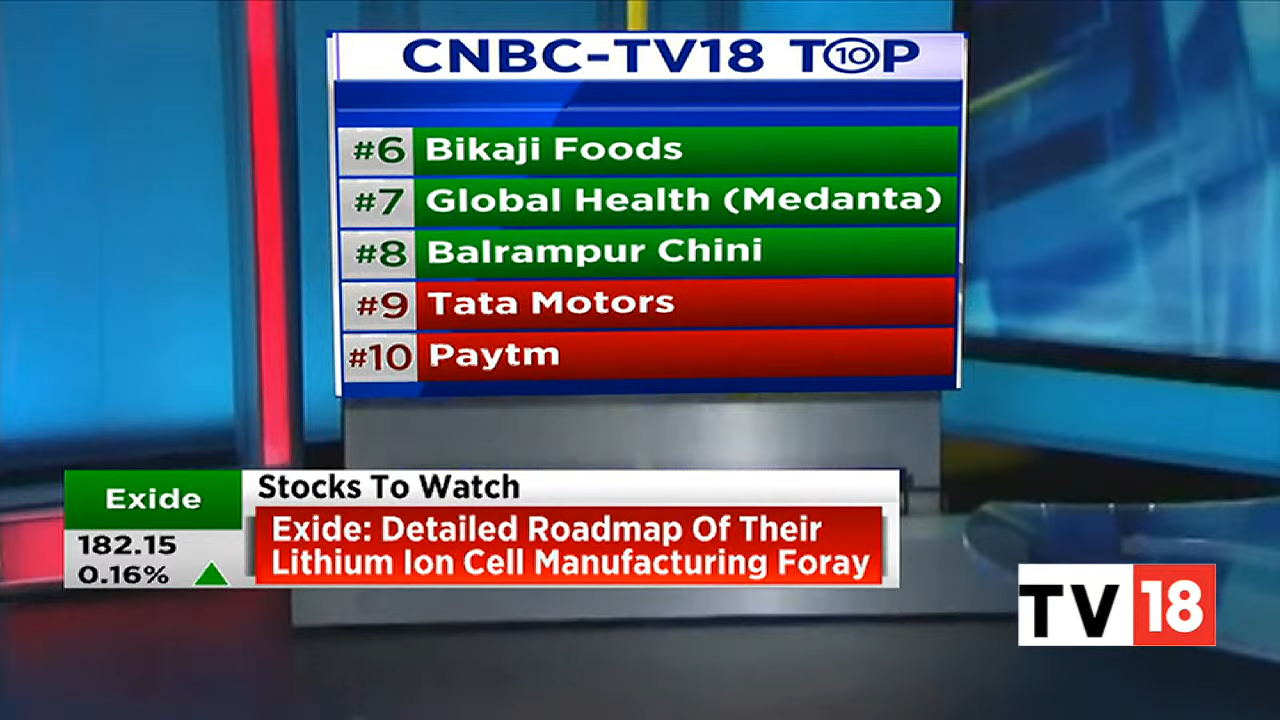 CNBC-TV18 TOP 10
#6 Bikaji Foods
#7 Global Health (Medanta)
#8 Balrampur Chini
#9 Tata Motors
#10 Paytm
Exide
182.15
0.16%
Stocks To Watch
Exide: Detailed Roadmap Of Their
Lithium Ion Cell Manufacturing Foray
TV18